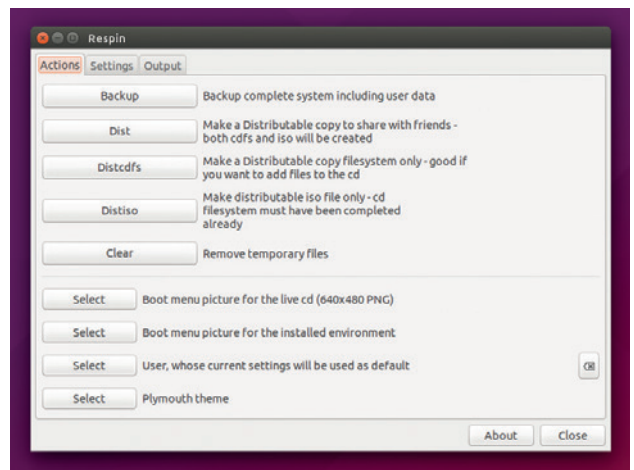 Respin
Actions Settings Output
Backup Backup complete system including user data
Dist Make a Distributable copy to share with friends -
both cdfs and iso will be created
Distcdfs Make a Distributable copy filesystem only - good if
you want to add files to the cd
Distiso Make distributable iso file only - cd
filesystem must have been completed
already
Clear Remove temporary files
Select Boot menu picture for the live cd (640x480 PNG)
Select Boot menu picture for the installed environment
Select User, whose current settings will be used as default
Select Plymouth theme
About Close